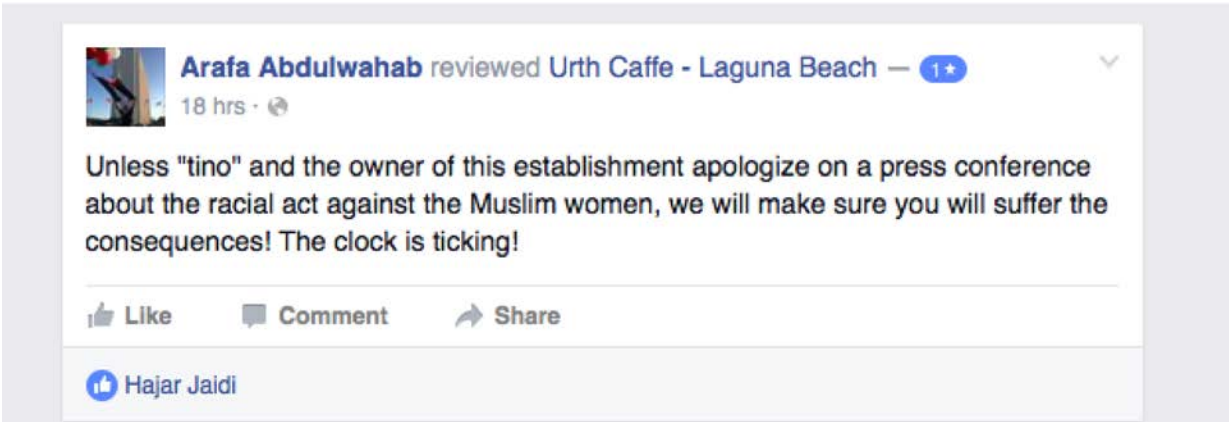 Arafa Abdulwahab reviewed Urth Caffe - Laguna Beach — 1★
18 hrs ·
Unless "tino" and the owner of this establishment apologize on a press conference
about the racial act against the Muslim women, we will make sure you will suffer the
consequences! The clock is ticking!
Like Comment Share
Hajar Jaidi